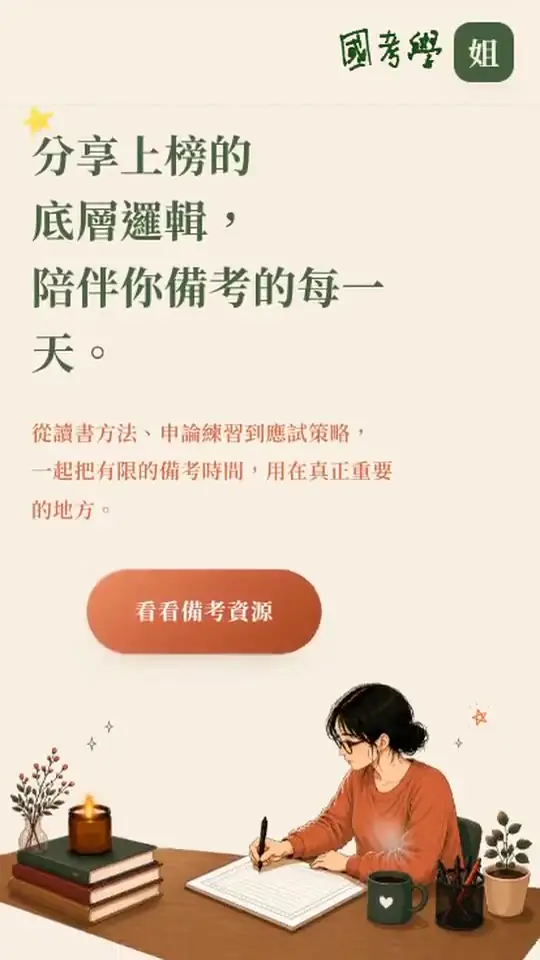 國考學姐
分享上榜的
底層邏輯，
陪伴你備考的每一
天。
從讀書方法、申論練習到應試策略，
一起把有限的備考時間，用在真正重要
的地方。
看看備考資源